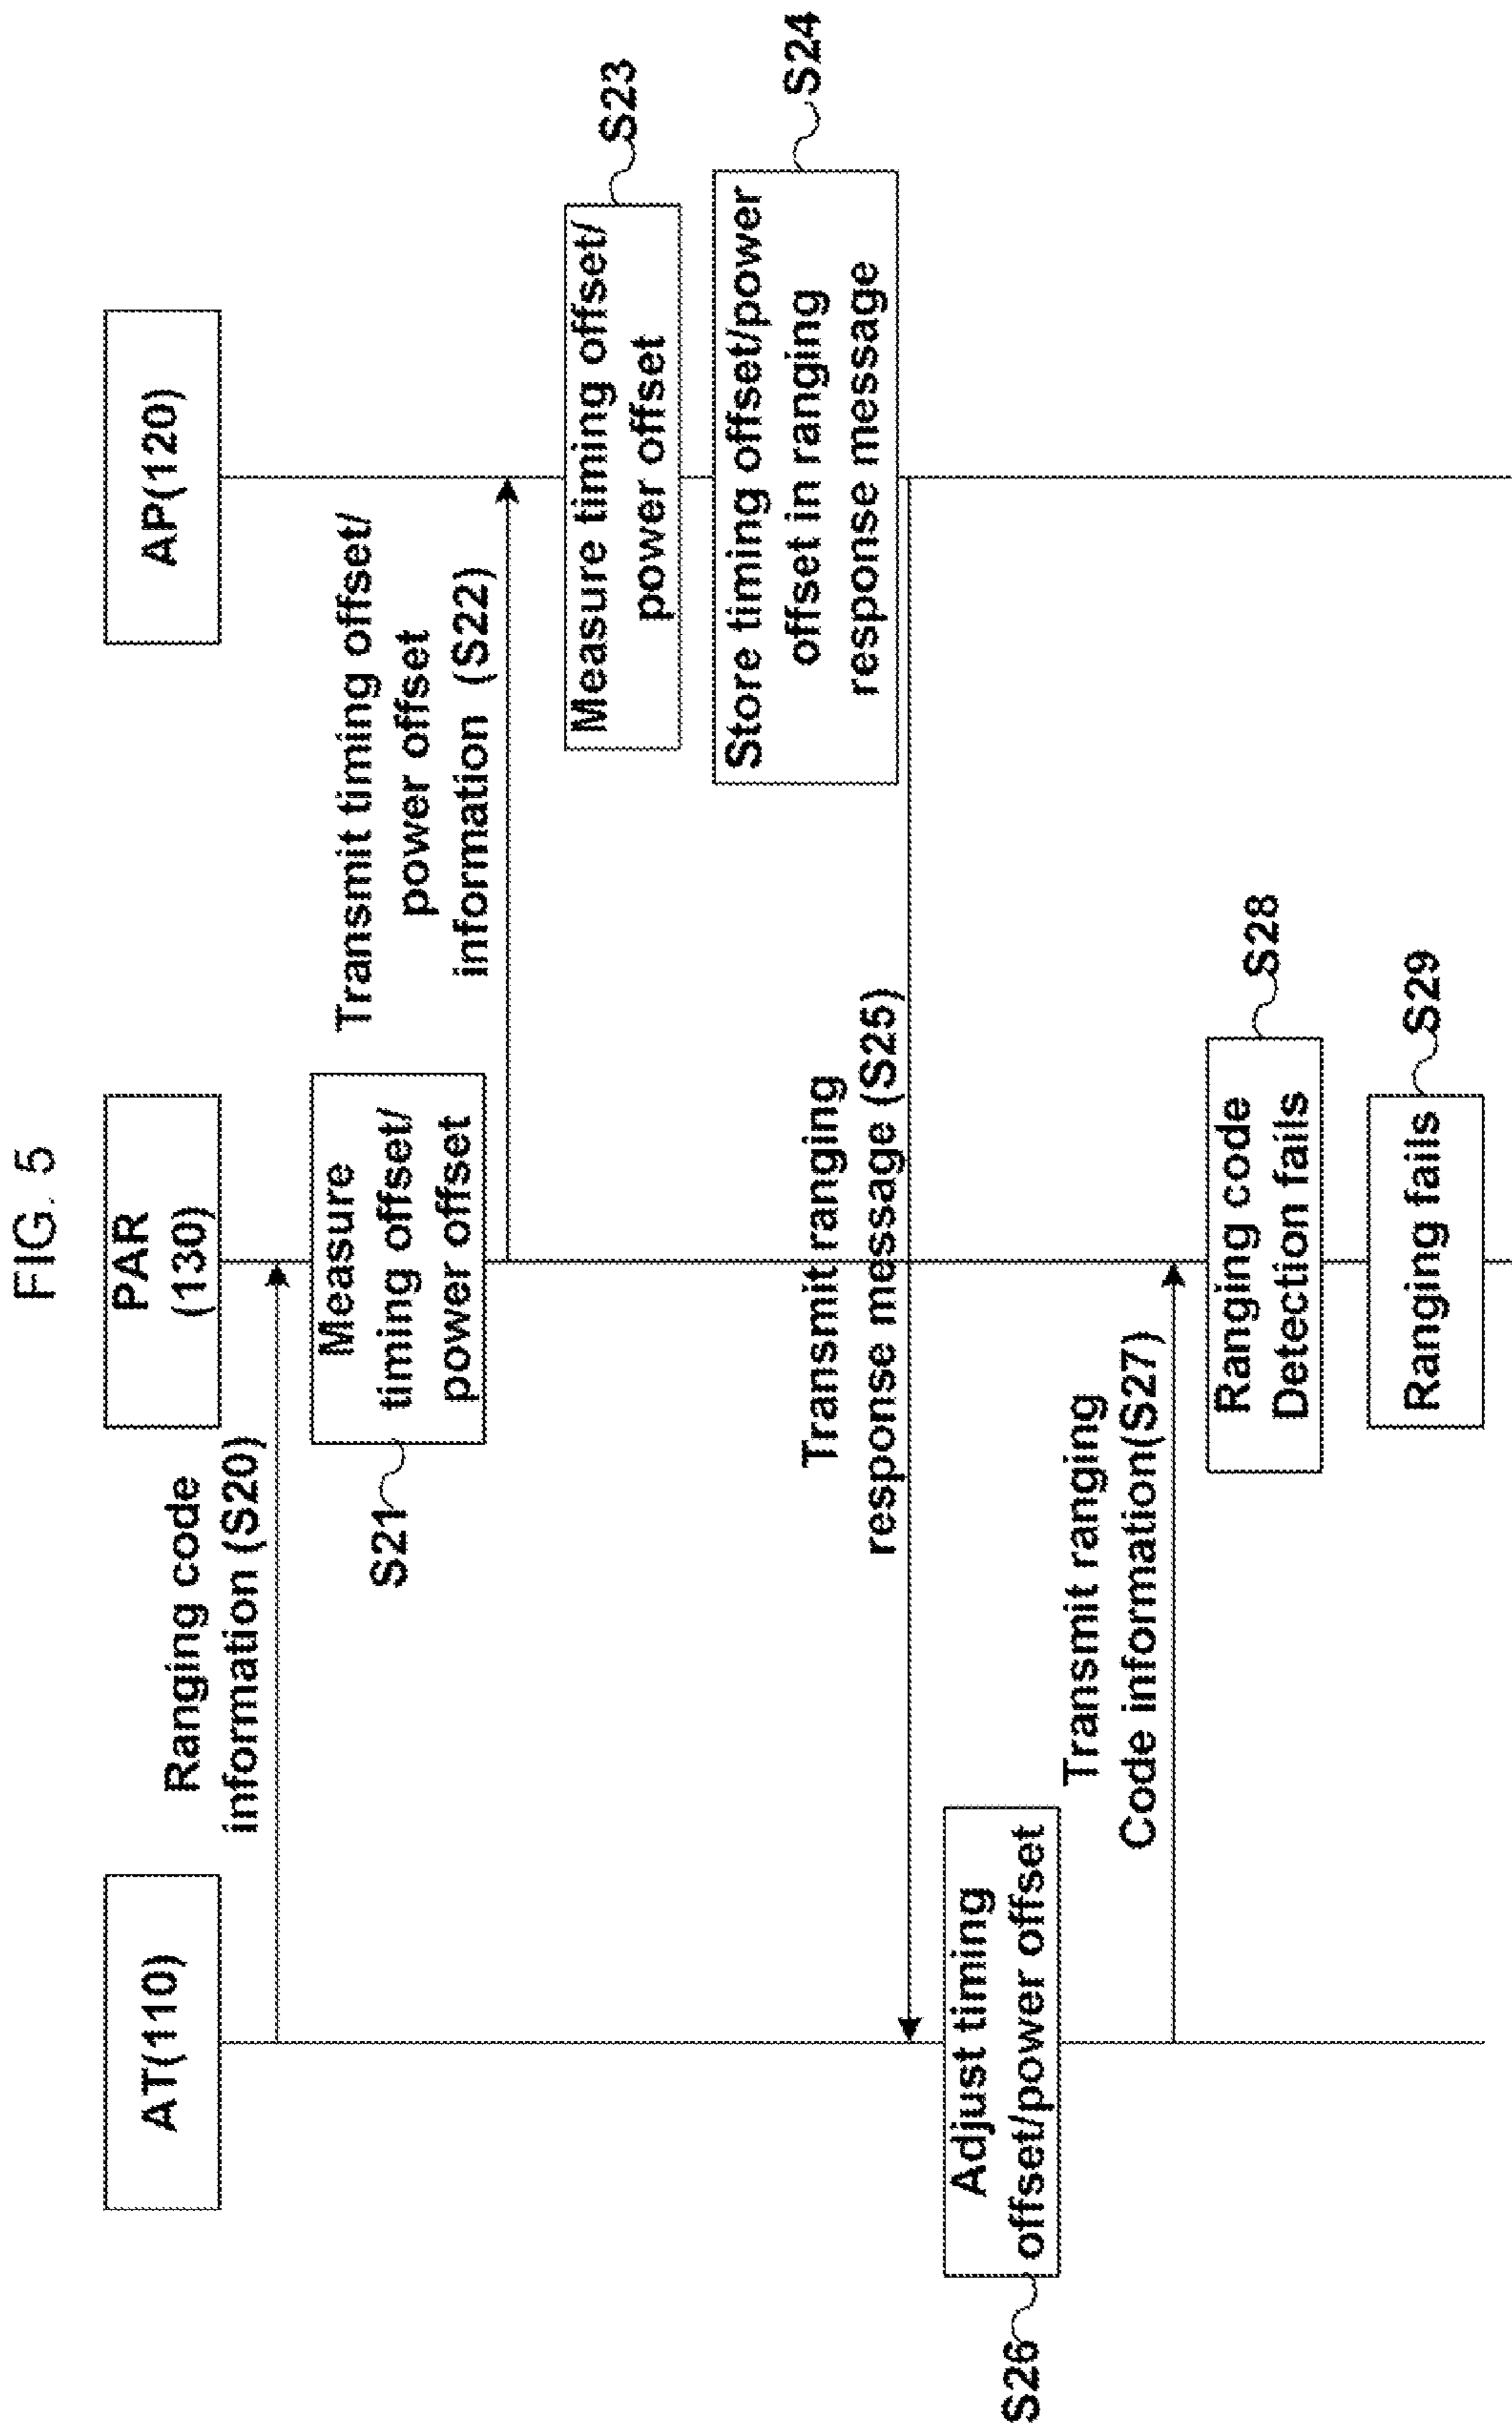 FIG. 5
AT(110)
PAR
(130)
AP(120)
Ranging code
information (S20)
Measure
timing offset/
power offset
S21
Transmit timing offset/
power offset
information (S22)
Measure timing offset/
power offset
S23
Store timing offset/power
offset in ranging
response message
S24
Transmit ranging
response message (S25)
Adjust timing
offset/power offset
S26
Transmit ranging
Code information(S27)
Ranging code
Detection fails
S28
Ranging fails
S29